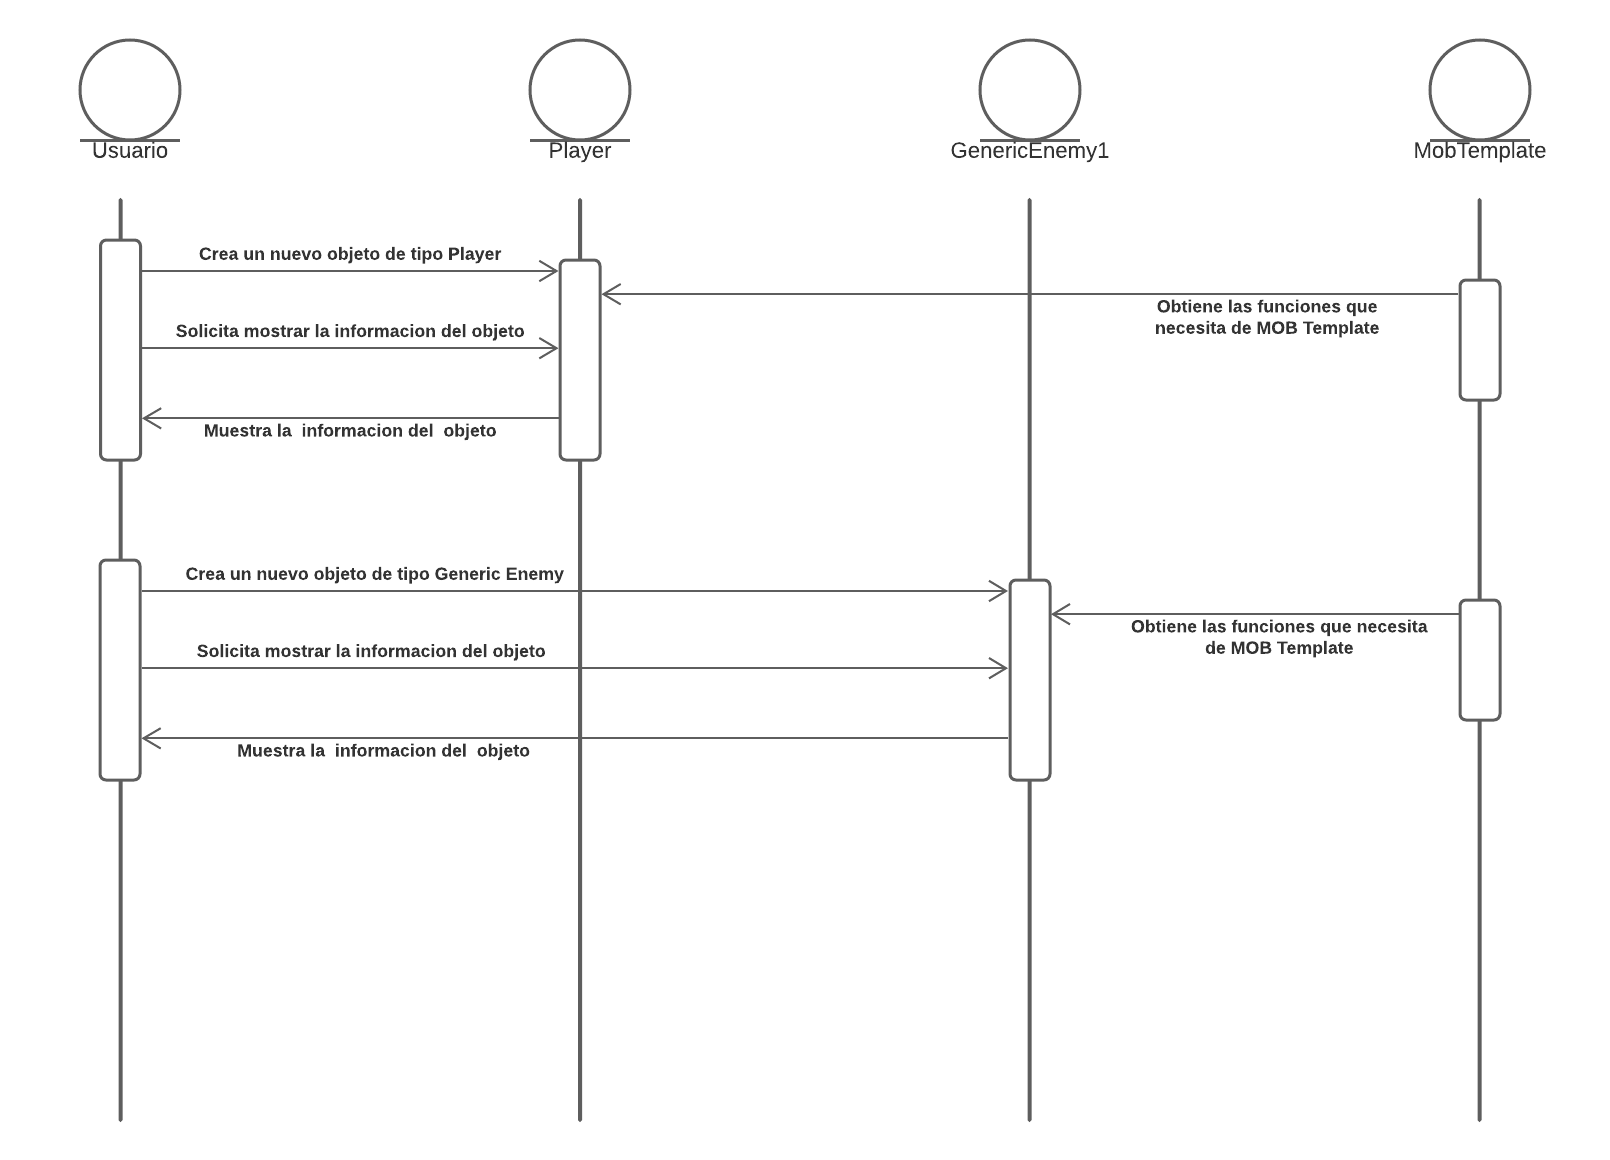 Usuario
Player
GenericEnemy1
MobTemplate
Crea un nuevo objeto de tipo Player
Obtiene las funciones que
necesita de MOB Template
Solicita mostrar la informacion del objeto
Muestra la  informacion del  objeto
Crea un nuevo objeto de tipo Generic Enemy
Obtiene las funciones que necesita
de MOB Template
Solicita mostrar la informacion del objeto
Muestra la  informacion del  objeto